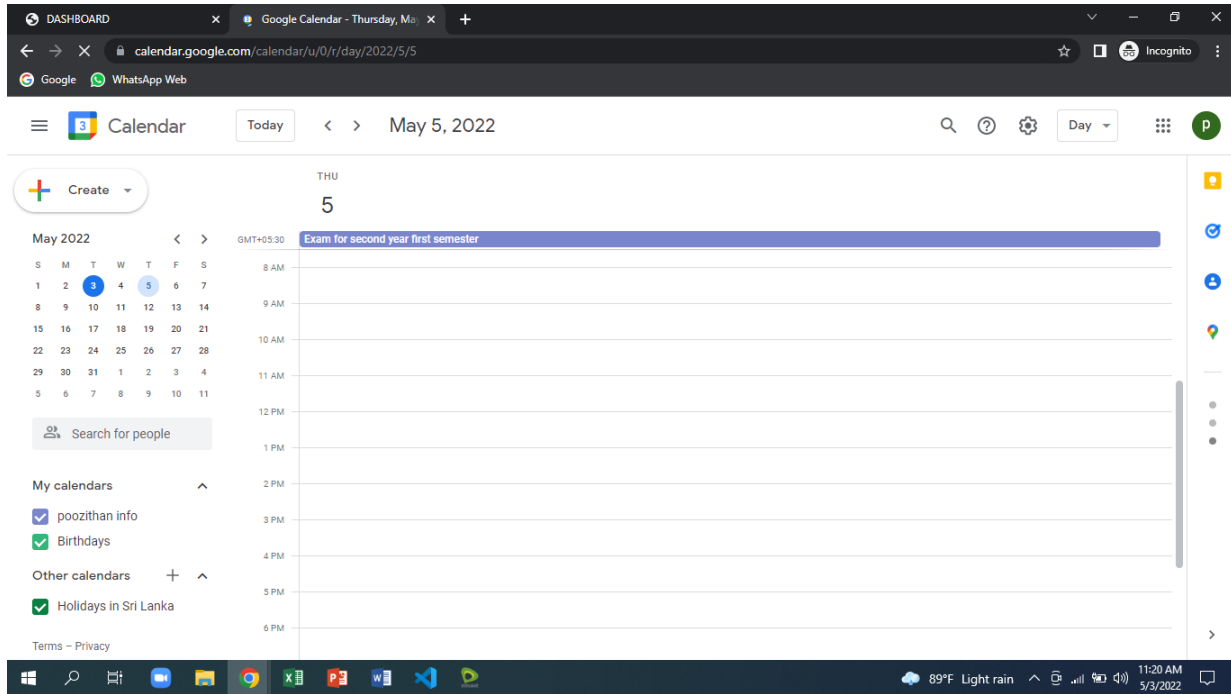 DASHBOARD
Google Calendar - Thursday, Ma
calendar.google.com/calendar/u/0/r/day/2022/5/5
Incognito
Google WhatsApp Web
3 Calendar Today May 5, 2022 Day p
Create
THU
5
May 2022
GMT+05:30 Exam for second year first semester
S M T W T F S
1 2 3 4 5 6 7
8 9 10 11 12 13 14
15 16 17 18 19 20 21
22 23 24 25 26 27 28
29 30 31 1 2 3 4
5 6 7 8 9 10 11
8 AM
9 AM
10 AM
11 AM
12 PM
1 PM
2 PM
3 PM
4 PM
5 PM
6 PM
Search for people
My calendars
poozithan info
Birthdays
Other calendars
Holidays in Sri Lanka
Terms – Privacy
89°F Light rain
11:20 AM
5/3/2022